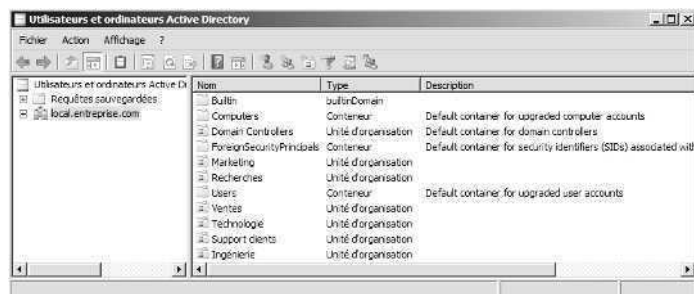 Utilisateurs et ordinateurs Active Directory
Fichier Action Affichage ?
Utilisateurs et ordinateurs Active Di
Requêtes sauvegardées
local.entreprise.com
Nom Type Description
Builtin builtinDomain
Computers Conteneur Default container for upgraded computer accounts
Domain Controllers Unité d'organisation Default container for domain controllers
ForeignSecurityPrincipals Conteneur Default container for security identifiers (SIDs) associated with
Marketing Unité d'organisation
Recherches Unité d'organisation
Users Conteneur Default container for upgraded user accounts
Ventes Unité d'organisation
Technologie Unité d'organisation
Support clients Unité d'organisation
Ingénierie Unité d'organisation